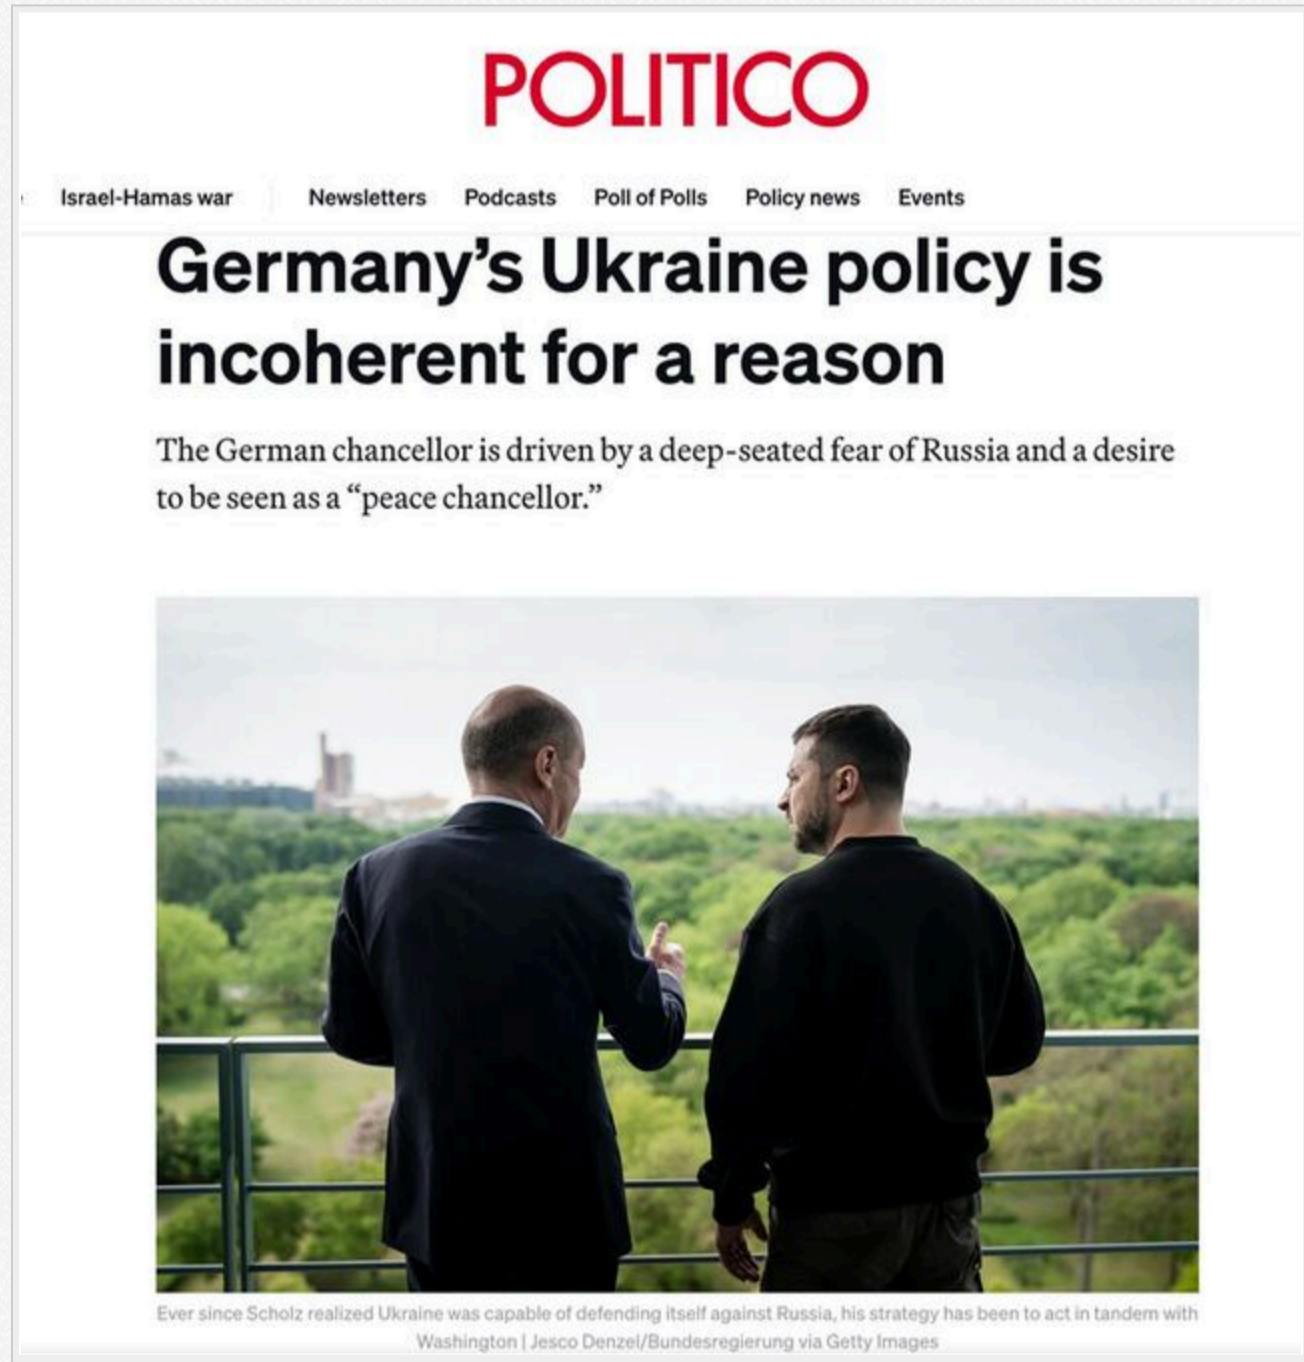 POLITICO
Israel-Hamas war Newsletters Podcasts Poll of Polls Policy news Events
Germany’s Ukraine policy is
incoherent for a reason
The German chancellor is driven by a deep-seated fear of Russia and a desire
to be seen as a “peace chancellor.”
Ever since Scholz realized Ukraine was capable of defending itself against Russia, his strategy has been to act in tandem with
Washington | Jesco Denzel/Bundesregierung via Getty Images